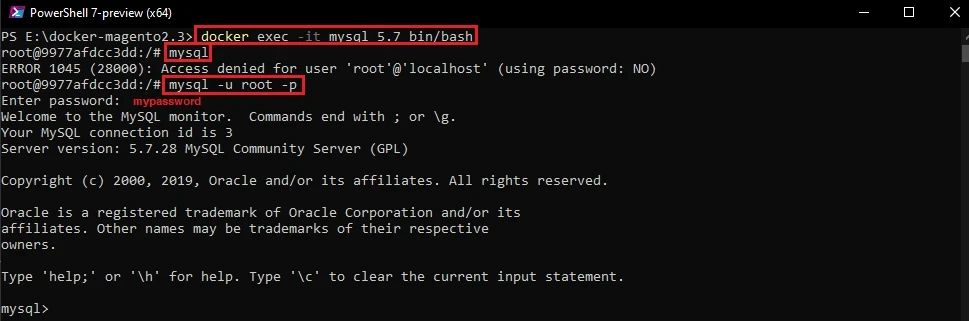 PowerShell 7-preview (x64)
PS E:\docker-magento2.3> docker exec -it mysql 5.7 bin/bash
root@9977afdcc3dd:/# mysql
ERROR 1045 (28000): Access denied for user 'root'@'localhost' (using password: NO)
root@9977afdcc3dd:/# mysql -u root -p
Enter password: mypassword
Welcome to the MySQL monitor.  Commands end with ; or \g.
Your MySQL connection id is 3
Server version: 5.7.28 MySQL Community Server (GPL)
Copyright (c) 2000, 2019, Oracle and/or its affiliates. All rights reserved.
Oracle is a registered trademark of Oracle Corporation and/or its
affiliates. Other names may be trademarks of their respective
owners.
Type 'help;' or '\h' for help. Type '\c' to clear the current input statement.
mysql>